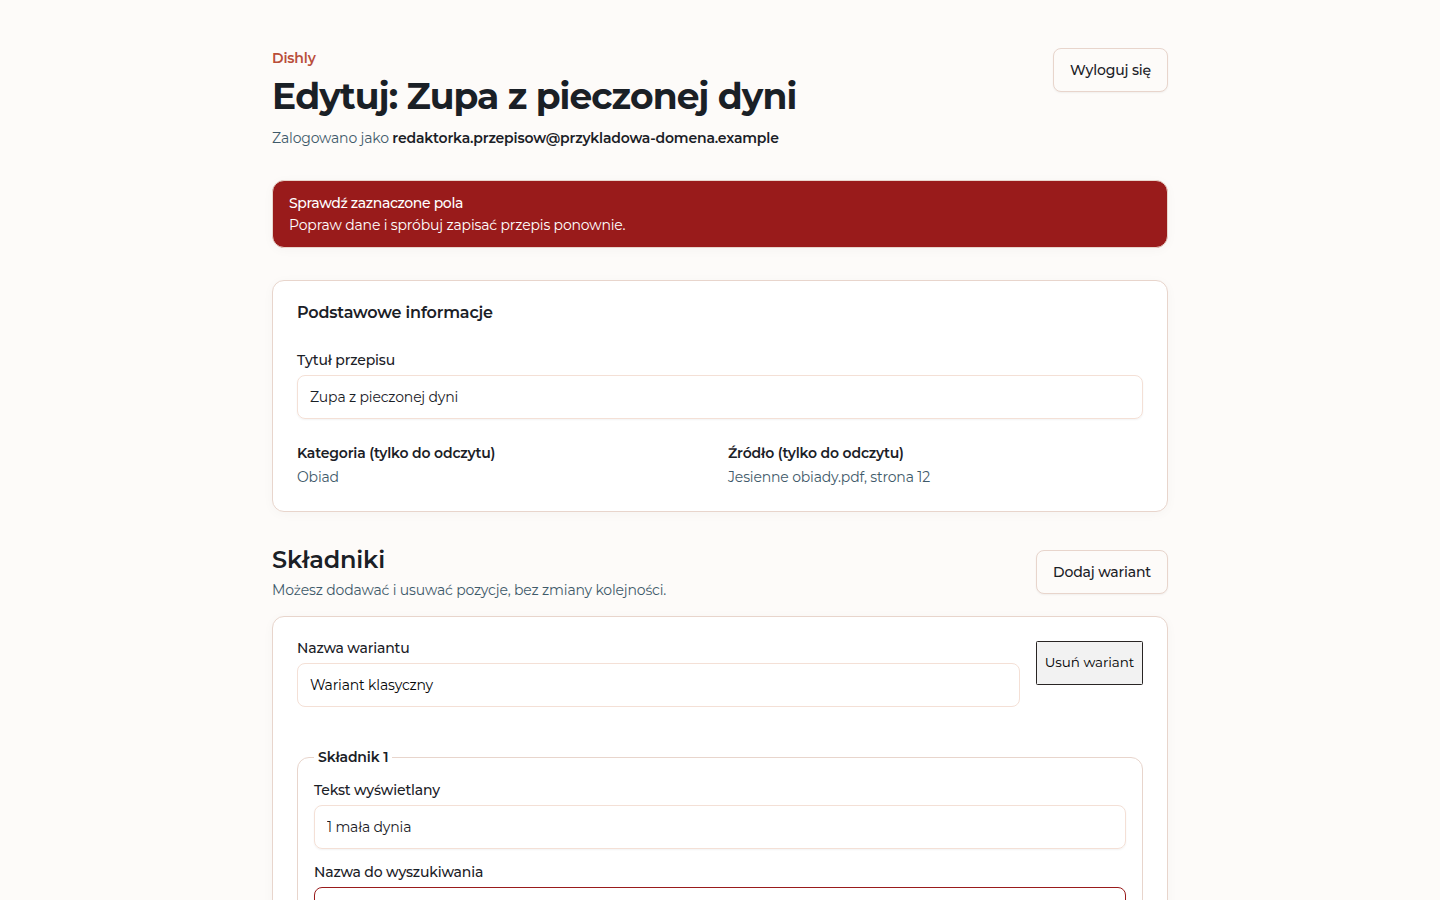 Dishly
Wyloguj się
Edytuj: Zupa z pieczonej dyni
Zalogowano jako redaktorka.przepisow@przykladowa-domena.example
Sprawdź zaznaczone pola
Popraw dane i spróbuj zapisać przepis ponownie.
Podstawowe informacje
Tytuł przepisu
Zupa z pieczonej dyni
Kategoria (tylko do odczytu)
Obiad
Źródło (tylko do odczytu)
Jesienne obiady.pdf, strona 12
Składniki
Możesz dodawać i usuwać pozycje, bez zmiany kolejności.
Dodaj wariant
Nazwa wariantu
Wariant klasyczny
Usuń wariant
Składnik 1
Tekst wyświetlany
1 mała dynia
Nazwa do wyszukiwania